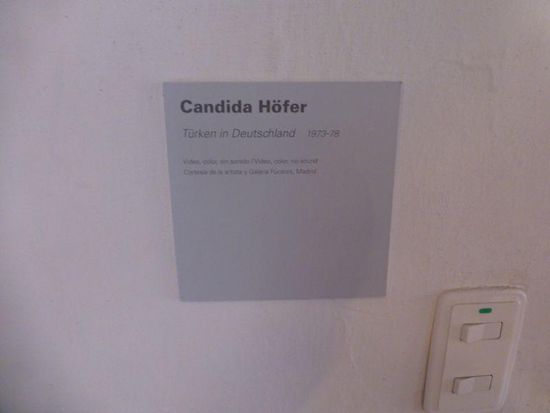 Candida Höfer
Türken in Deutschland 1973-78
Video, color, sin sonido / Video, color, no sound
Cortesía de la artista y Galería Fúcares, Madrid